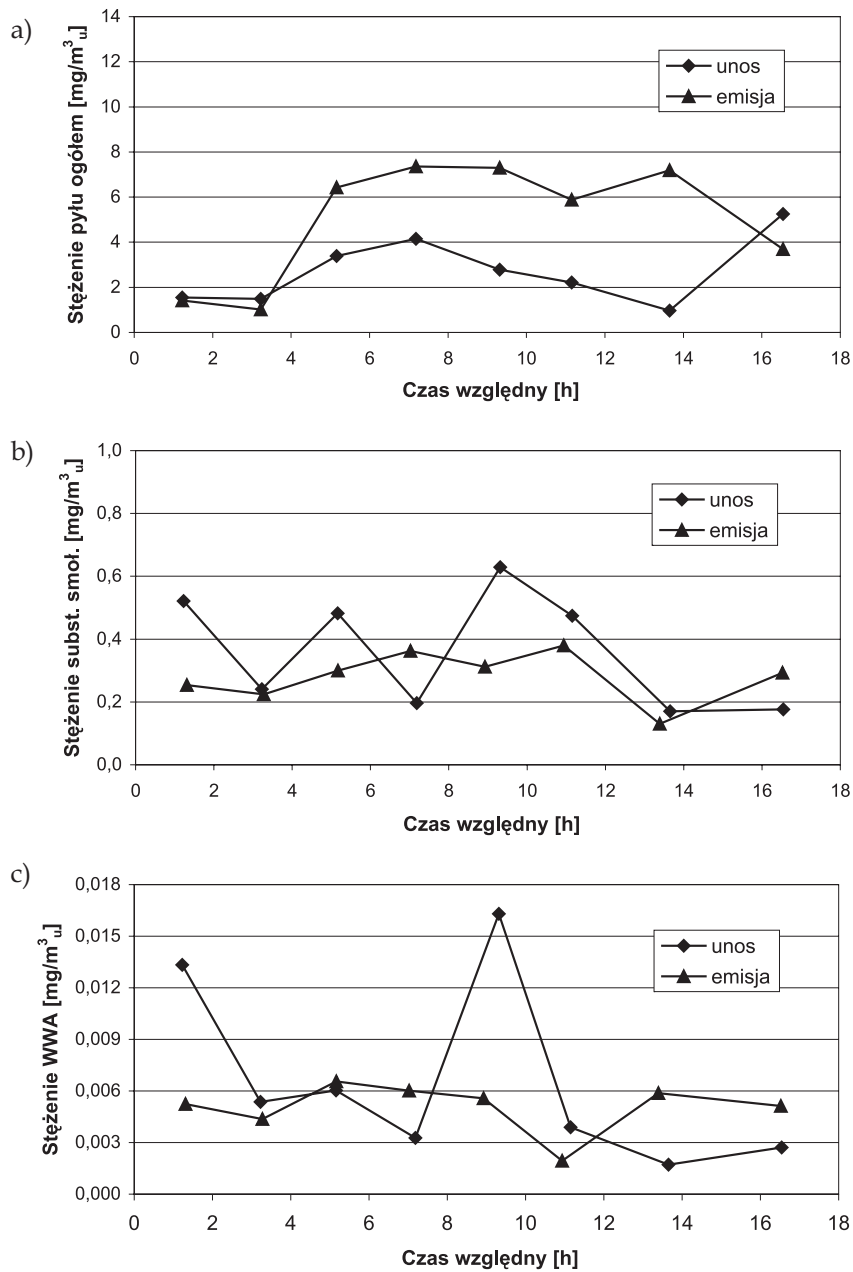 a)
Stężenie pyłu ogółem [mg/m³ᵤ]
14
12
10
8
6
4
2
0
unos
emisja
0 2 4 6 8 10 12 14 16 18
Czas względny [h]
b)
Stężenie subst. smoł. [mg/m³ᵤ]
1,0
0,8
0,6
0,4
0,2
0,0
unos
emisja
0 2 4 6 8 10 12 14 16 18
Czas względny [h]
c)
Stężenie WWA [mg/m³ᵤ]
0,018
0,015
0,012
0,009
0,006
0,003
0,000
unos
emisja
0 2 4 6 8 10 12 14 16 18
Czas względny [h]